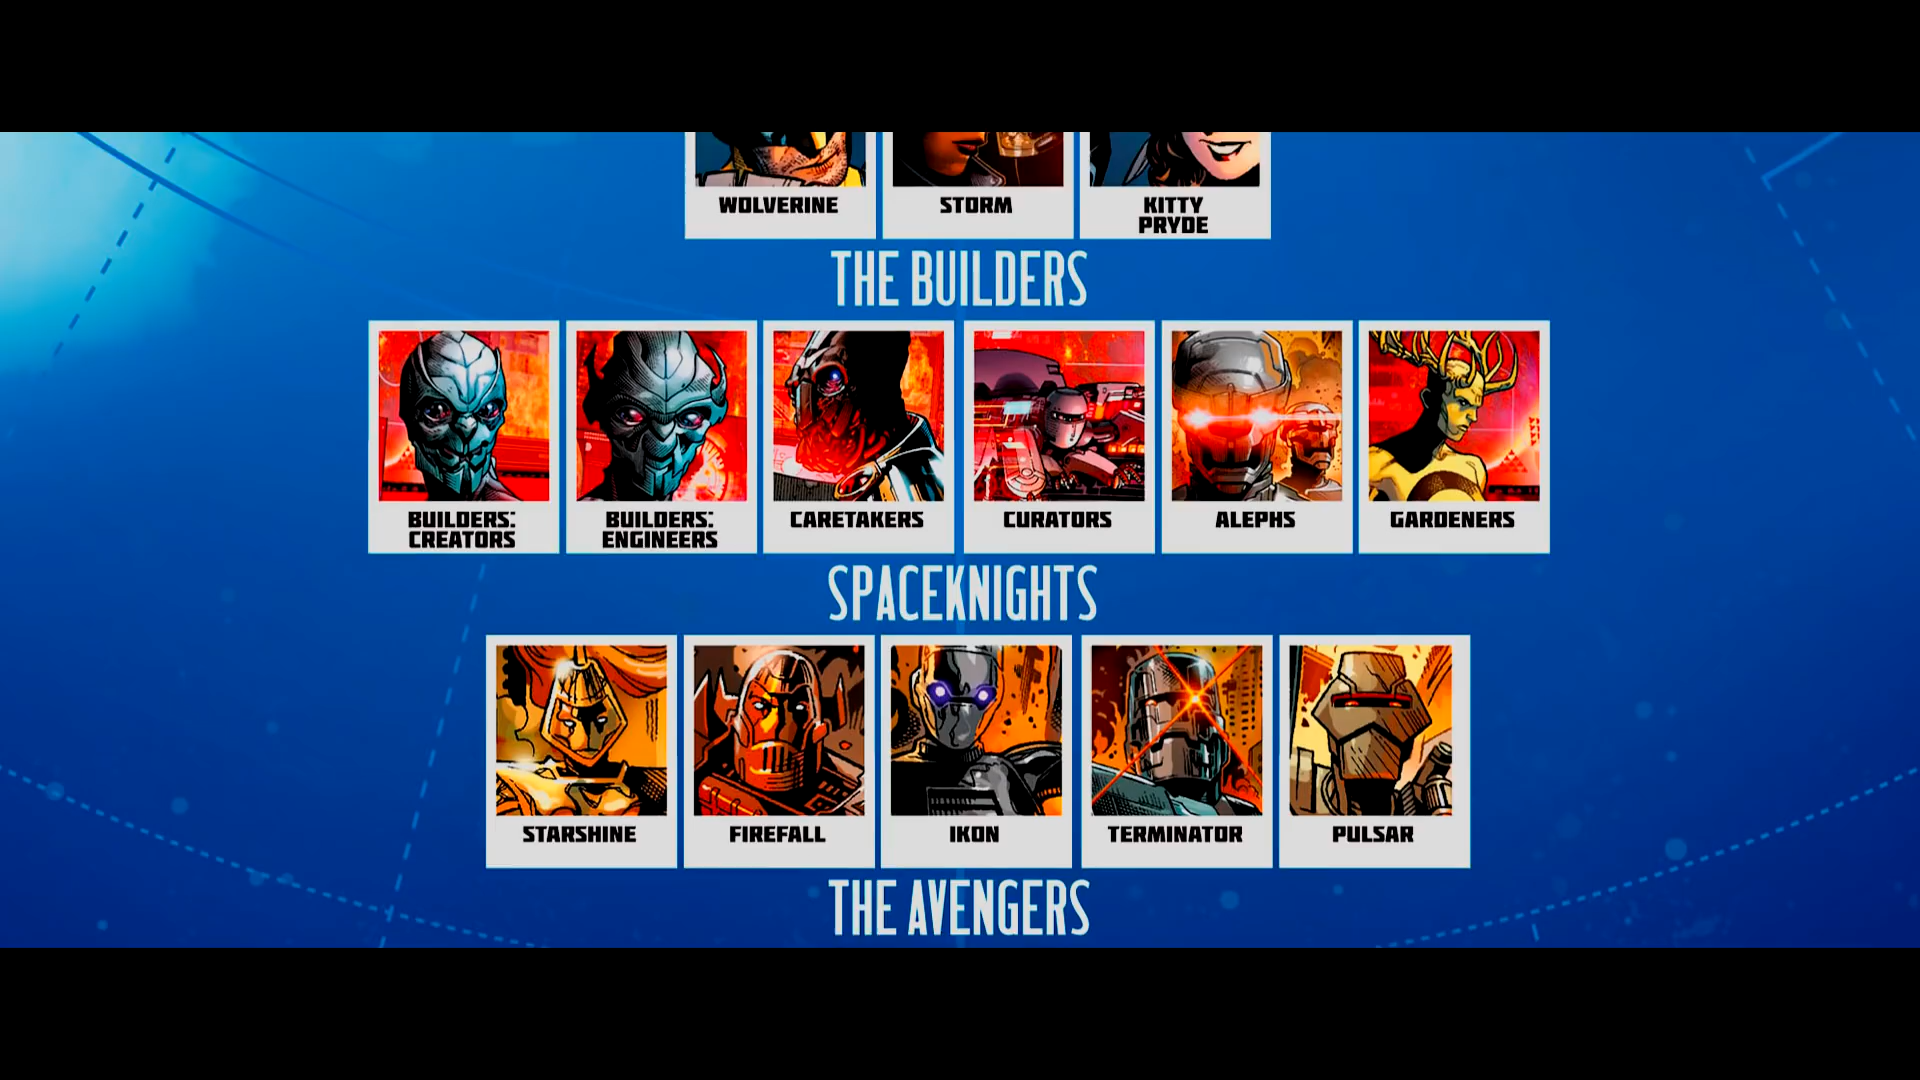 WOLVERINE
STORM
KITTY
PRYDE
THE BUILDERS
BUILDERS:
CREATORS
BUILDERS:
ENGINEERS
CARETAKERS
CURATORS
ALEPHS
GARDENERS
SPACEKNIGHTS
STARSHINE
FIREFALL
IKON
TERMINATOR
PULSAR
THE AVENGERS